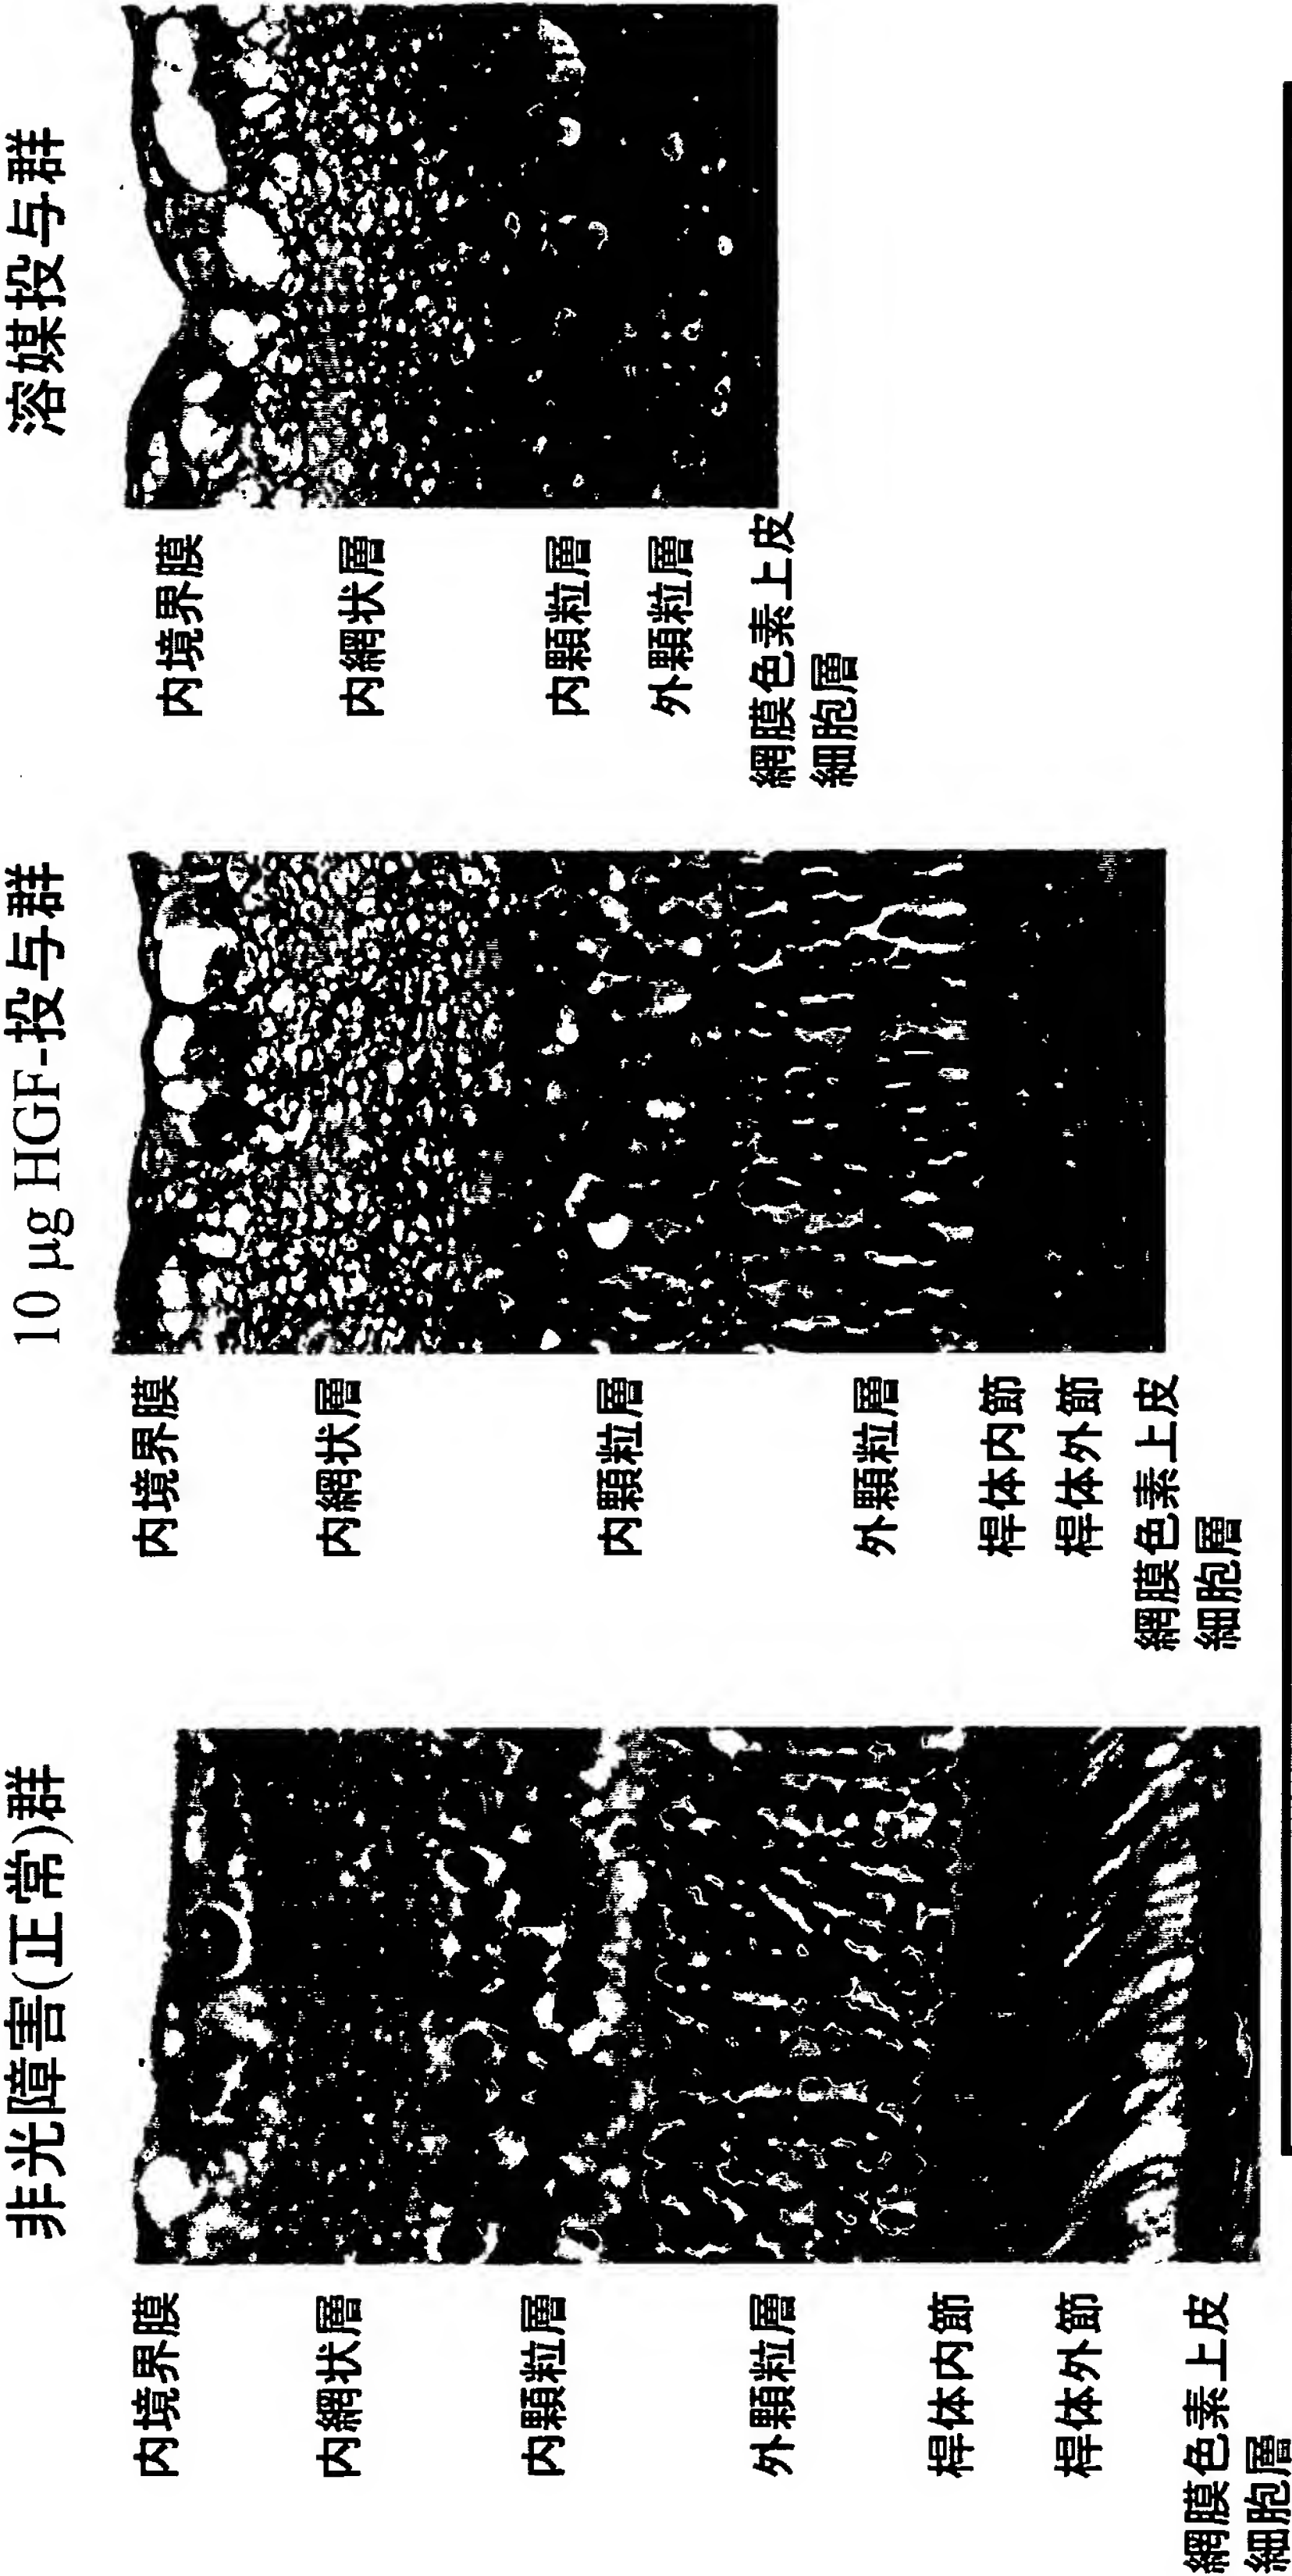 非光障害(正常)群
内境界膜
内網状層
内顆粒層
外顆粒層
桿体内節
桿体外節
網膜色素上皮
細胞層
10 μg HGF-投与群
内境界膜
内網状層
内顆粒層
外顆粒層
桿体内節
桿体外節
網膜色素上皮
細胞層
溶媒投与群
内境界膜
内網状層
内顆粒層
外顆粒層
網膜色素上皮
細胞層